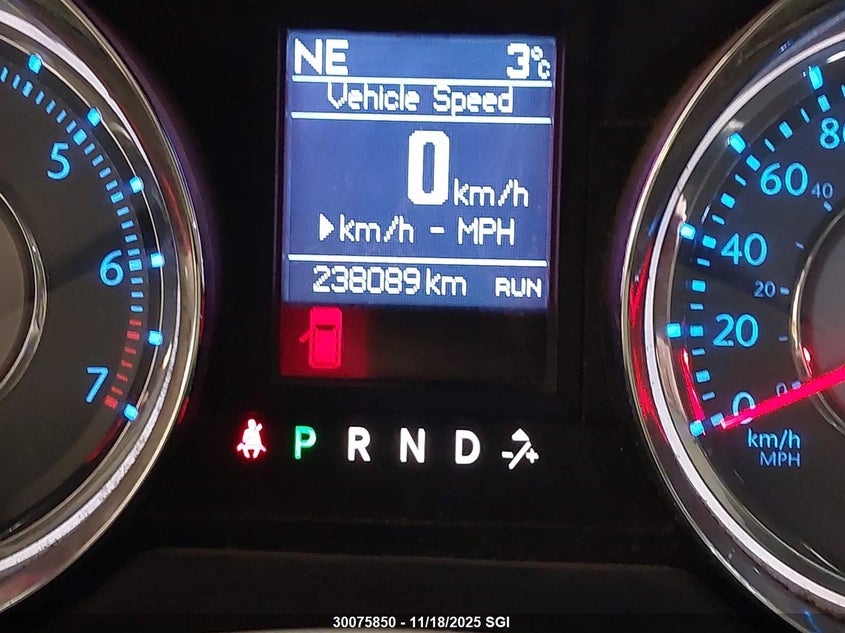 NE 3°C
Vehicle Speed
0 km/h
km/h - MPH
238089 km RUN
P R N D -/+
5
6
7
80
60
40
20
0
40
20
0
km/h
MPH
30075850 - 11/18/2025 SGI